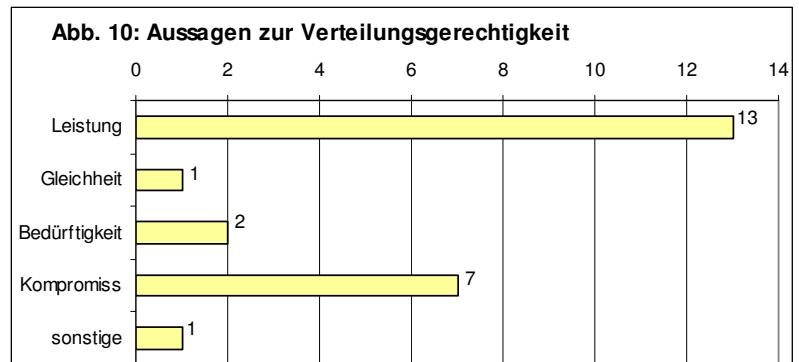 Abb. 10: Aussagen zur Verteilungsgerechtigkeit
0 2 4 6 8 10 12 14
Leistung 13
Gleichheit 1
Bedürftigkeit 2
Kompromiss 7
sonstige 1